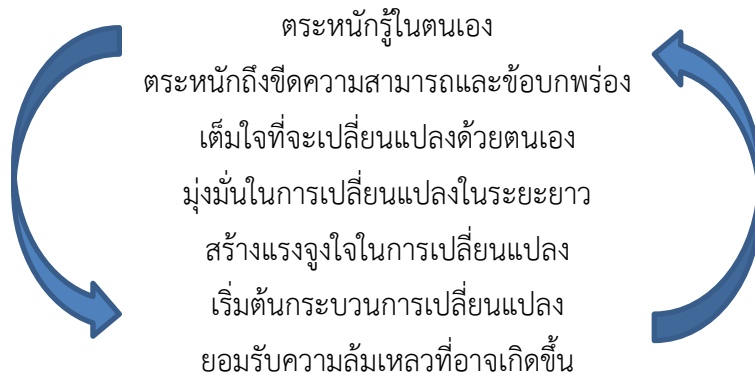 ตระหนักรู้ในตนเอง
ตระหนักถึงขีดความสามารถและข้อบกพร่อง
เต็มใจที่จะเปลี่ยนแปลงด้วยตนเอง
มุ่งมั่นในการเปลี่ยนแปลงในระยะยาว
สร้างแรงจูงใจในการเปลี่ยนแปลง
เริ่มต้นกระบวนการเปลี่ยนแปลง
ยอมรับความล้มเหลวที่อาจเกิดขึ้น